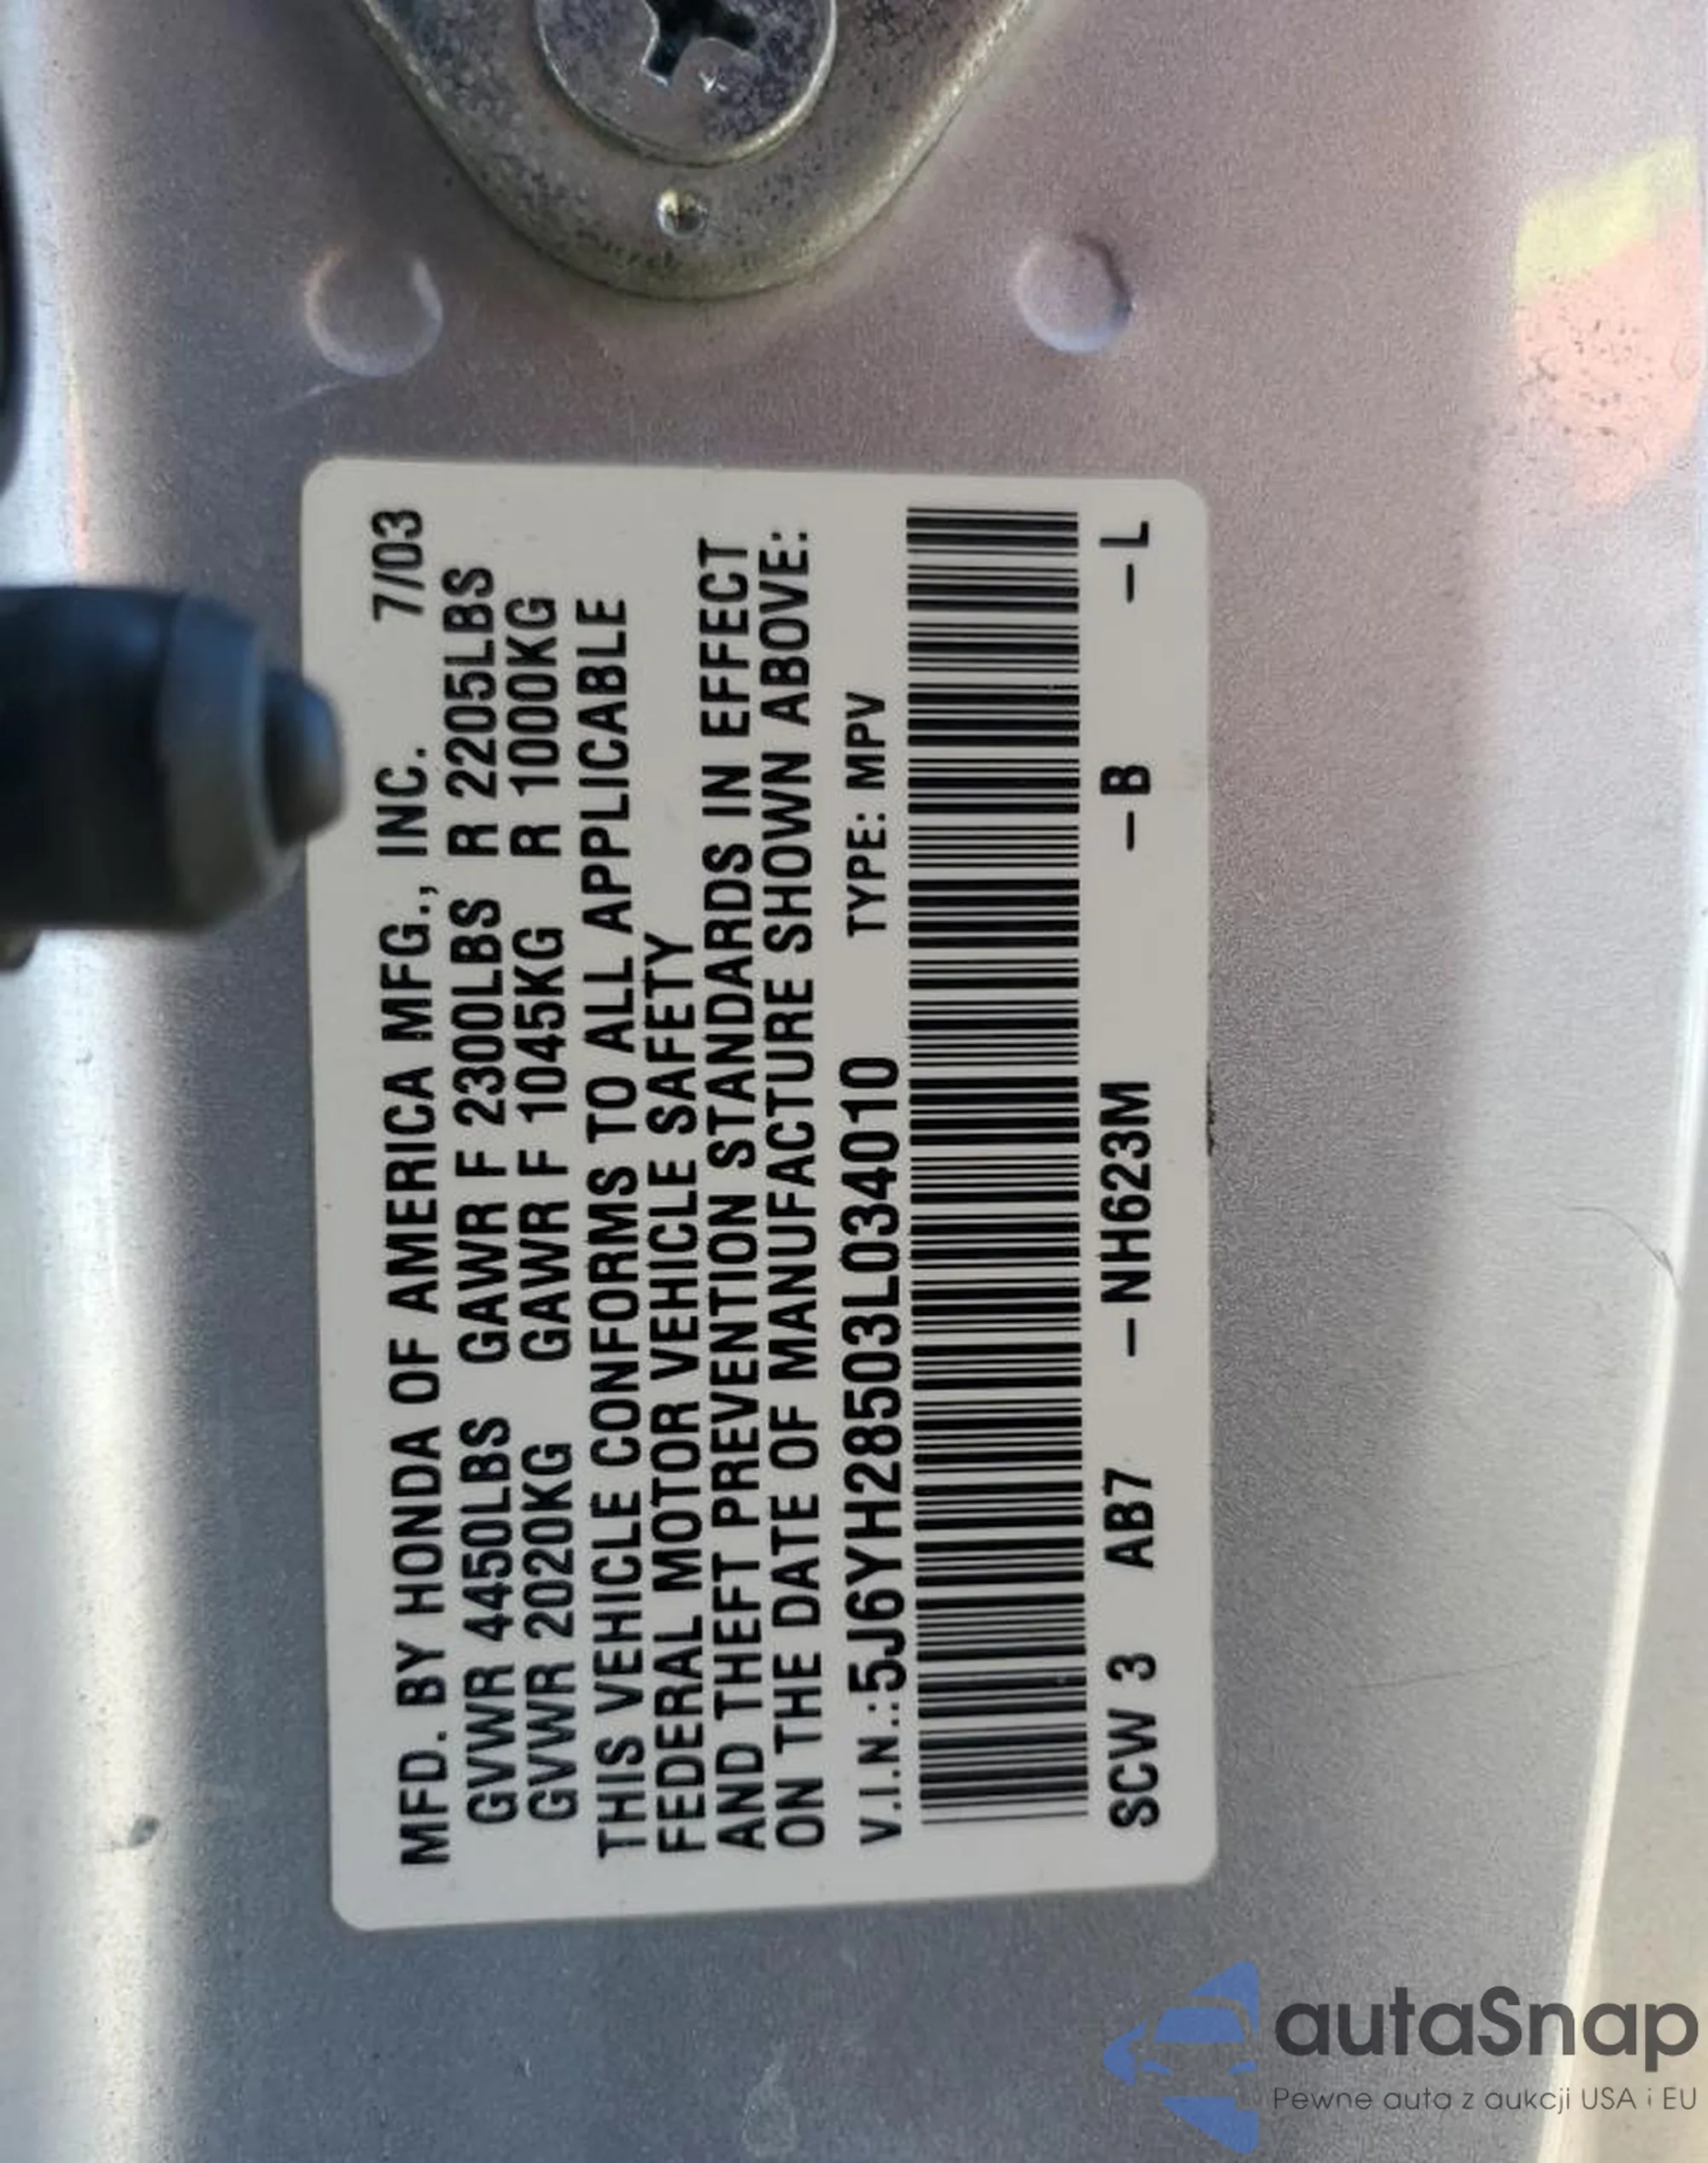 MFD. BY HONDA OF AMERICA MFG., INC. 7/03
GVWR 4450LBS GAWR F 2300LBS R 2205LBS
GVWR 2020KG GAWR F 1045KG R 1000KG
THIS VEHICLE CONFORMS TO ALL APPLICABLE
FEDERAL MOTOR VEHICLE SAFETY
AND THEFT PREVENTION STANDARDS IN EFFECT
ON THE DATE OF MANUFACTURE SHOWN ABOVE:
V.I.N.:5J6YH28503L034010 TYPE: MPV
SCW 3 AB7 – NH623M – B – L
autaSnap
Pewne auta z aukcji USA i EU